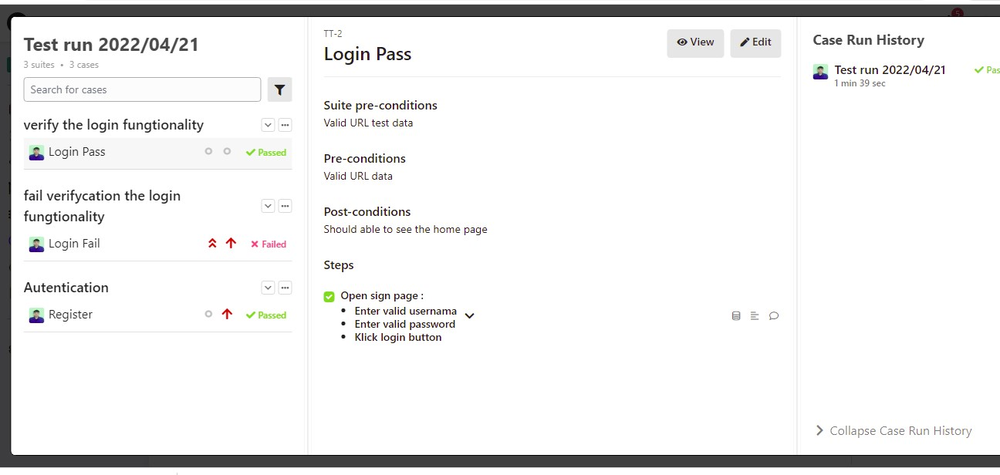 Test run 2022/04/21
3 suites • 3 cases
Search for cases
verify the login fungtionality
Login Pass
Passed
fail verifycation the login
fungtionality
Login Fail
Failed
Autentication
Register
Passed
TT-2
Login Pass
View
Edit
Suite pre-conditions
Valid URL test data
Pre-conditions
Valid URL data
Post-conditions
Should able to see the home page
Steps
Open sign page :
• Enter valid usernama
• Enter valid password
• Klick login button
Case Run History
Test run 2022/04/21
Pas
1 min 39 sec
Collapse Case Run History